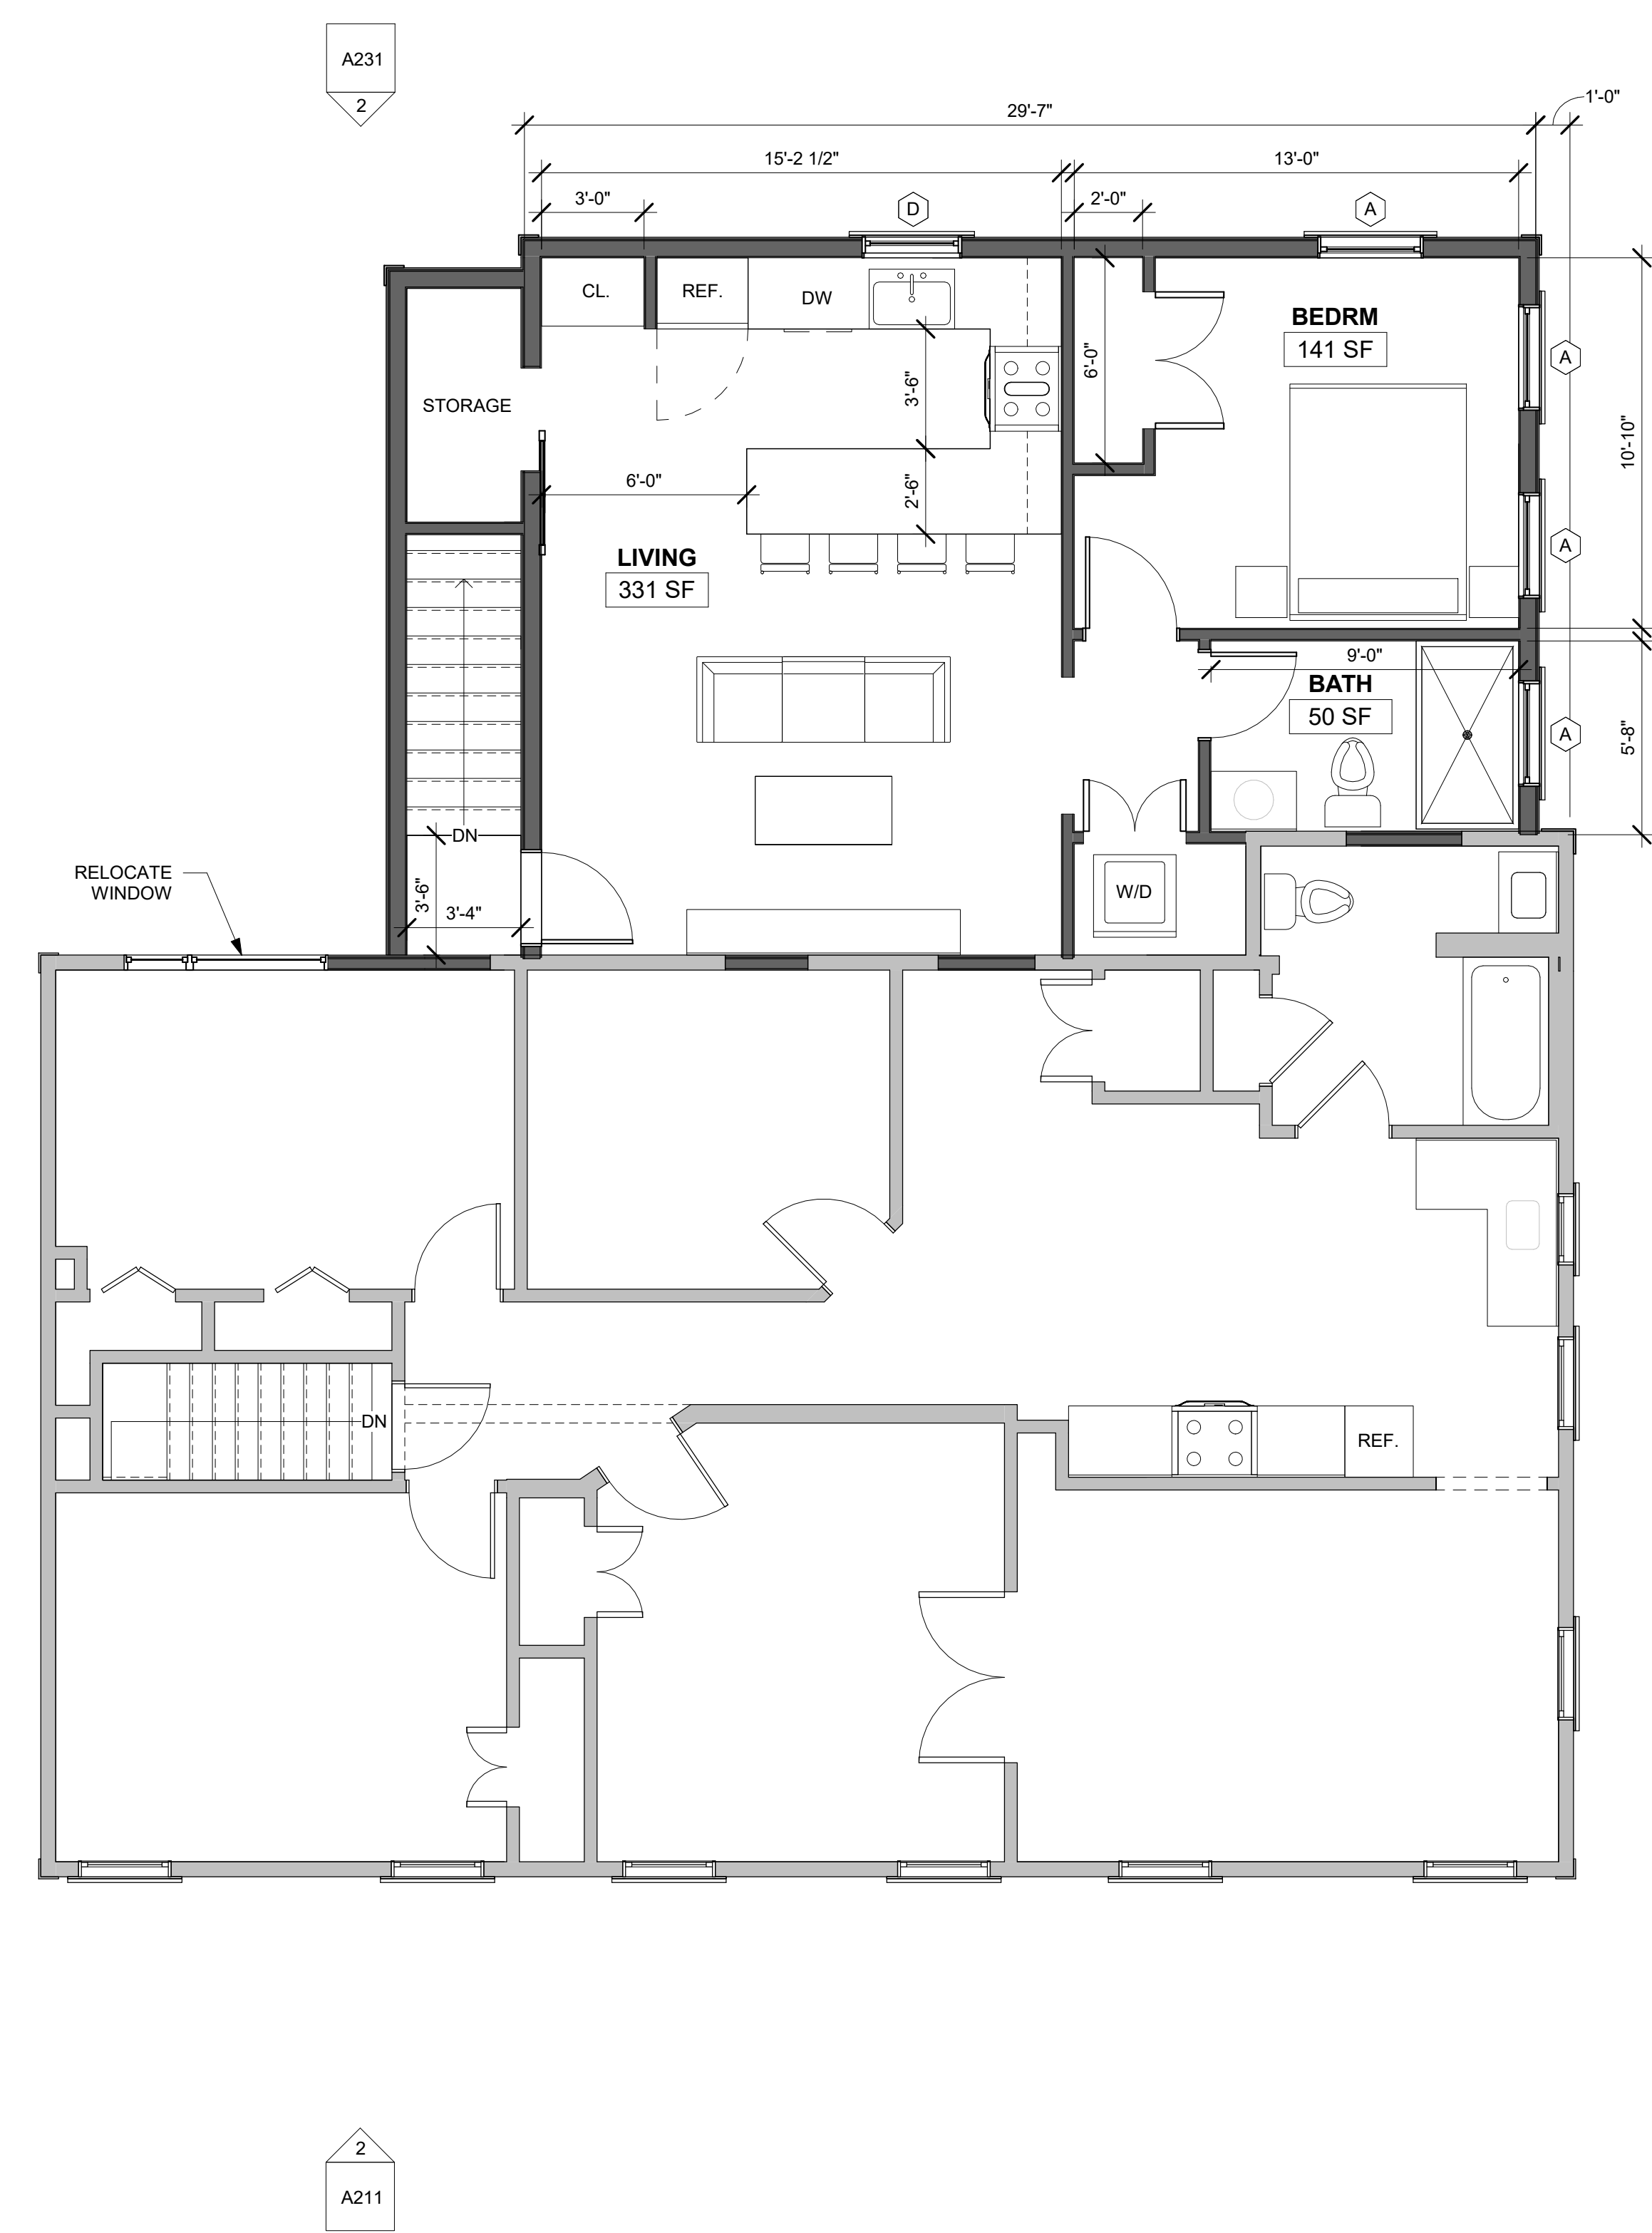 A231
2
29'-7"
1'-0"
15'-2 1/2"
13'-0"
3'-0"
D
2'-0"
A
CL.
REF.
DW
BEDRM
141 SF
6'-0"
A
3'-6"
STORAGE
10'-10"
6'-0"
2'-6"
A
LIVING
331 SF
9'-0"
BATH
50 SF
A
5'-8"
DN
RELOCATE
WINDOW
3'-6"
3'-4"
W/D
DN
REF.
2
A211